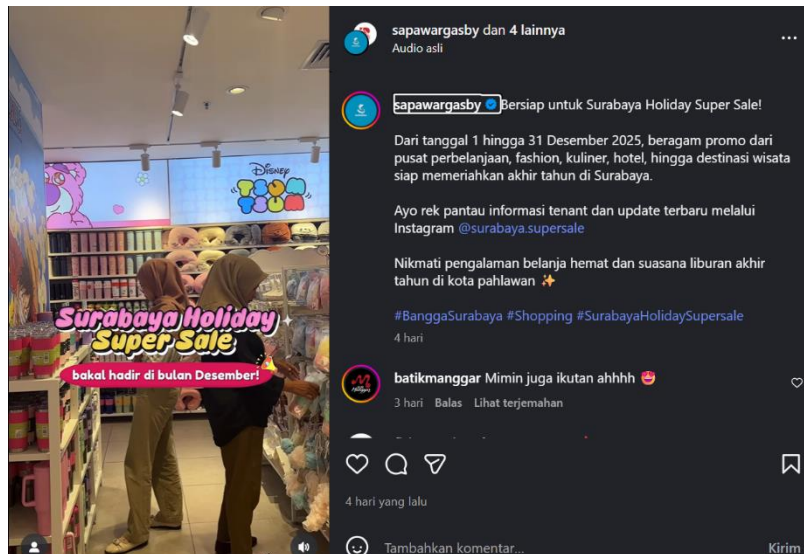 sapawargasby dan 4 lainnya
Audio asli
sapawargasby Bersiap untuk Surabaya Holiday Super Sale!
Dari tanggal 1 hingga 31 Desember 2025, beragam promo dari
pusat perbelanjaan, fashion, kuliner, hotel, hingga destinasi wisata
siap memeriahkan akhir tahun di Surabaya.
Ayo rek pantau informasi tenant dan update terbaru melalui
Instagram @surabaya.supersale
Nikmati pengalaman belanja hemat dan suasana liburan akhir
tahun di kota pahlawan ✨
#BanggaSurabaya #Shopping #SurabayaHolidaySupersale
4 hari
batikmanggar Mimin juga ikutan ahhhh 🤩
3 hari Balas Lihat terjemahan
4 hari yang lalu
Tambahkan komentar...
Kirim
Disney
TSUM
TSUM
Surabaya Holiday
Super Sale
bakal hadir di bulan Desember!